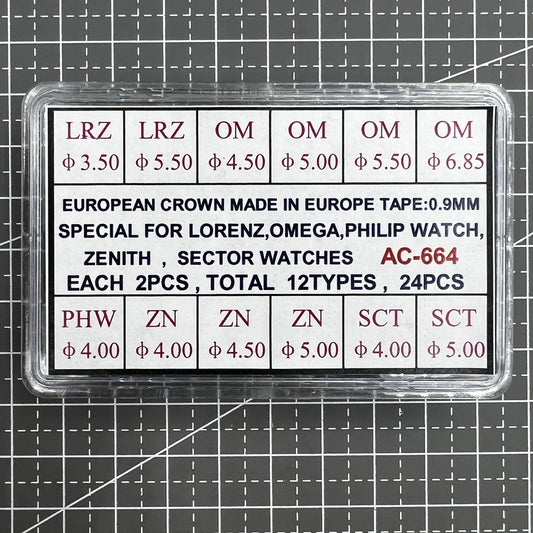 LRZ LRZ OM OM OM OM
ф 3.50 ф 5.50 ф 4.50 ф 5.00 ф 5.50 ф 6.85
EUROPEAN CROWN MADE IN EUROPE TAPE:0.9MM
SPECIAL FOR LORENZ,OMEGA,PHILIP WATCH,
ZENITH , SECTOR WATCHES AC-664
EACH 2PCS , TOTAL 12TYPES , 24PCS
PHW ZN ZN ZN SCT SCT
ф 4.00 ф 4.00 ф 4.50 ф 5.00 ф 4.00 ф 5.00